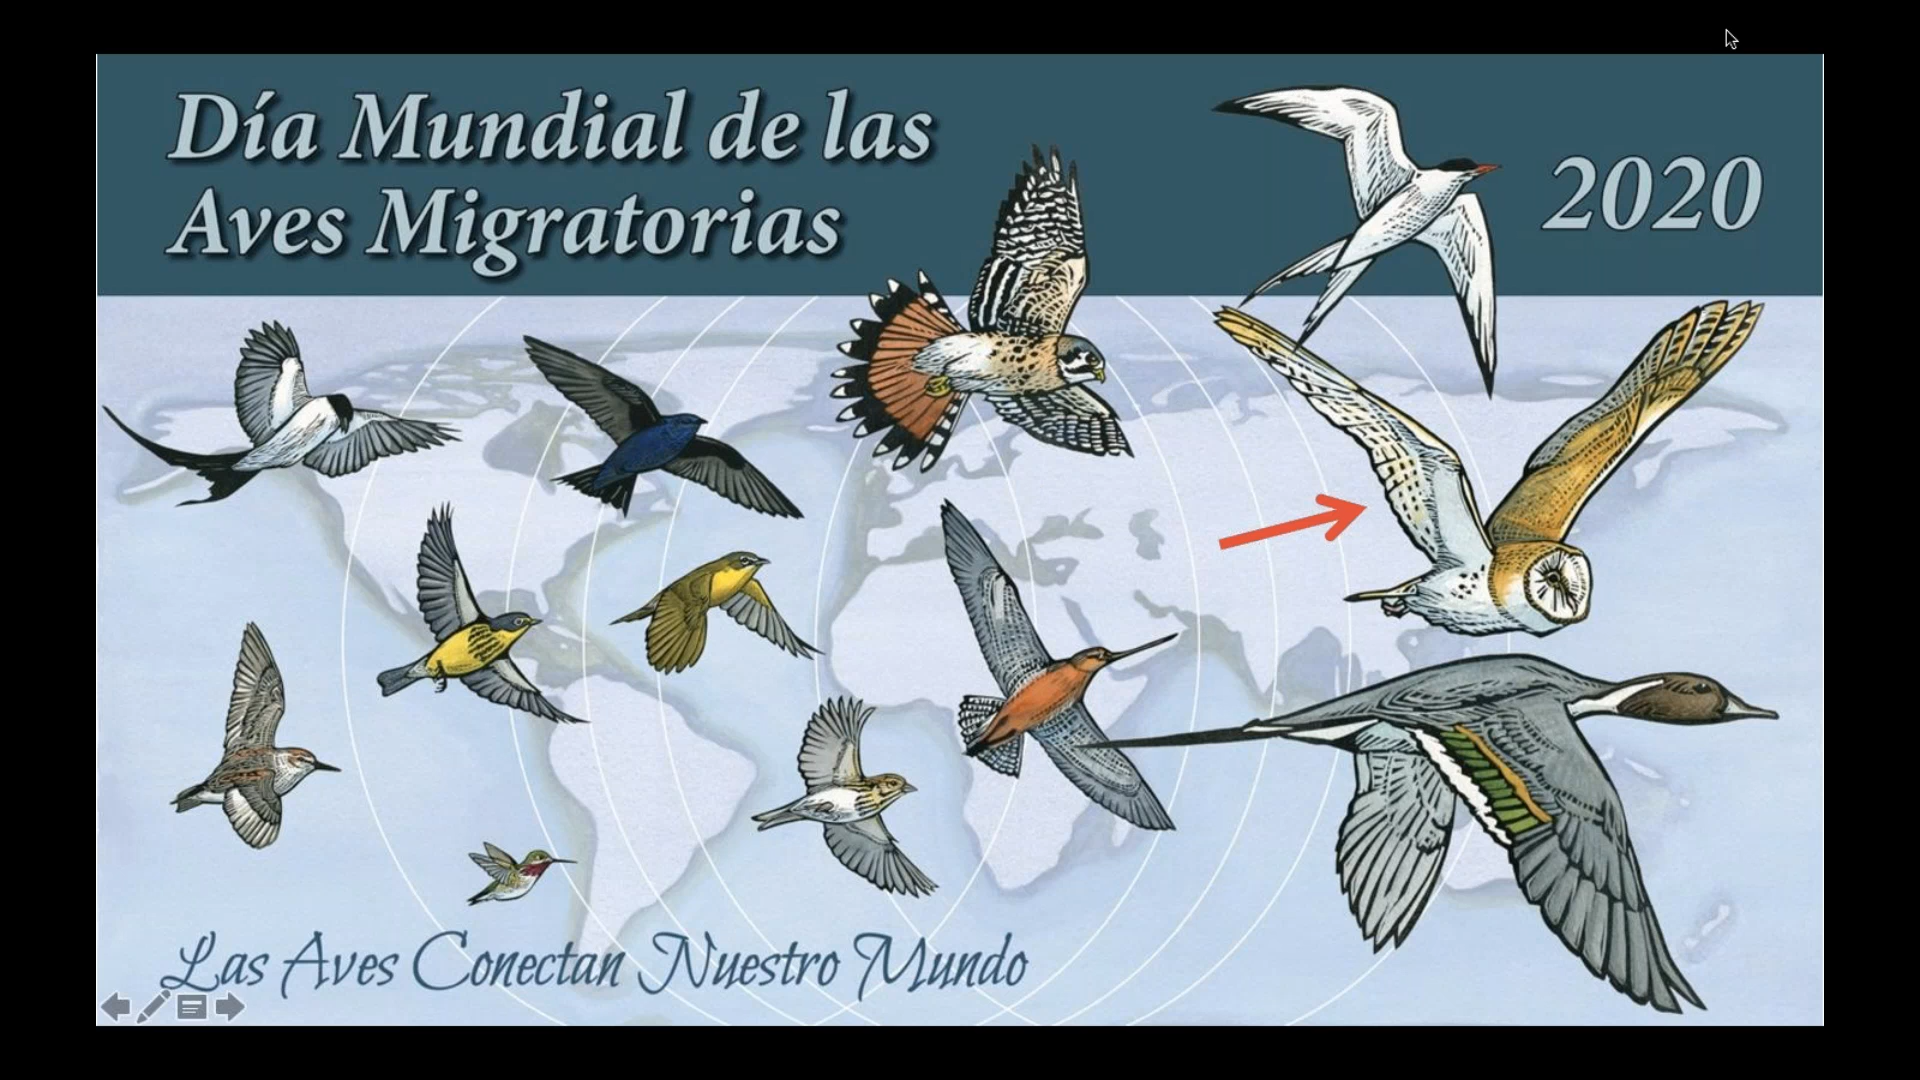 Día Mundial de las
Aves Migratorias
2020
Las Aves Conectan Nuestro Mundo